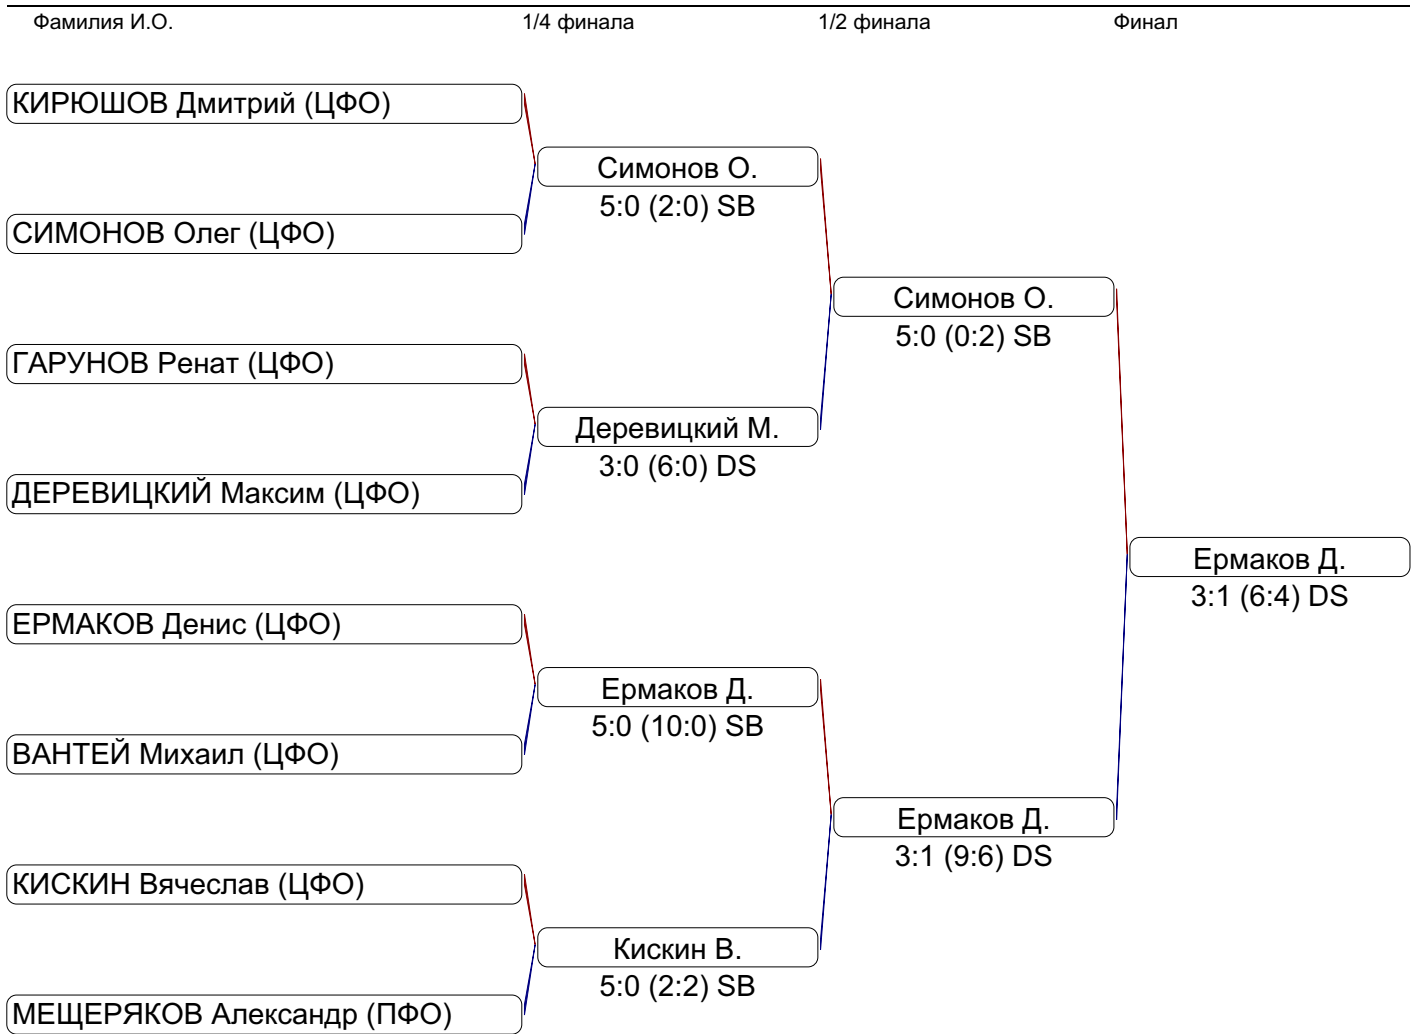 Фамилия И.О. 1/4 финала 1/2 финала Финал
КИРЮШОВ Дмитрий (ЦФО)
Симонов О.
5:0 (2:0) SB
СИМОНОВ Олег (ЦФО)
Симонов О.
5:0 (0:2) SB
ГАРУНОВ Ренат (ЦФО)
Деревицкий М.
3:0 (6:0) DS
ДЕРЕВИЦКИЙ Максим (ЦФО)
Ермаков Д.
3:1 (6:4) DS
ЕРМАКОВ Денис (ЦФО)
Ермаков Д.
5:0 (10:0) SB
ВАНТЕЙ Михаил (ЦФО)
Ермаков Д.
3:1 (9:6) DS
КИСКИН Вячеслав (ЦФО)
Кискин В.
5:0 (2:2) SB
МЕЩЕРЯКОВ Александр (ПФО)